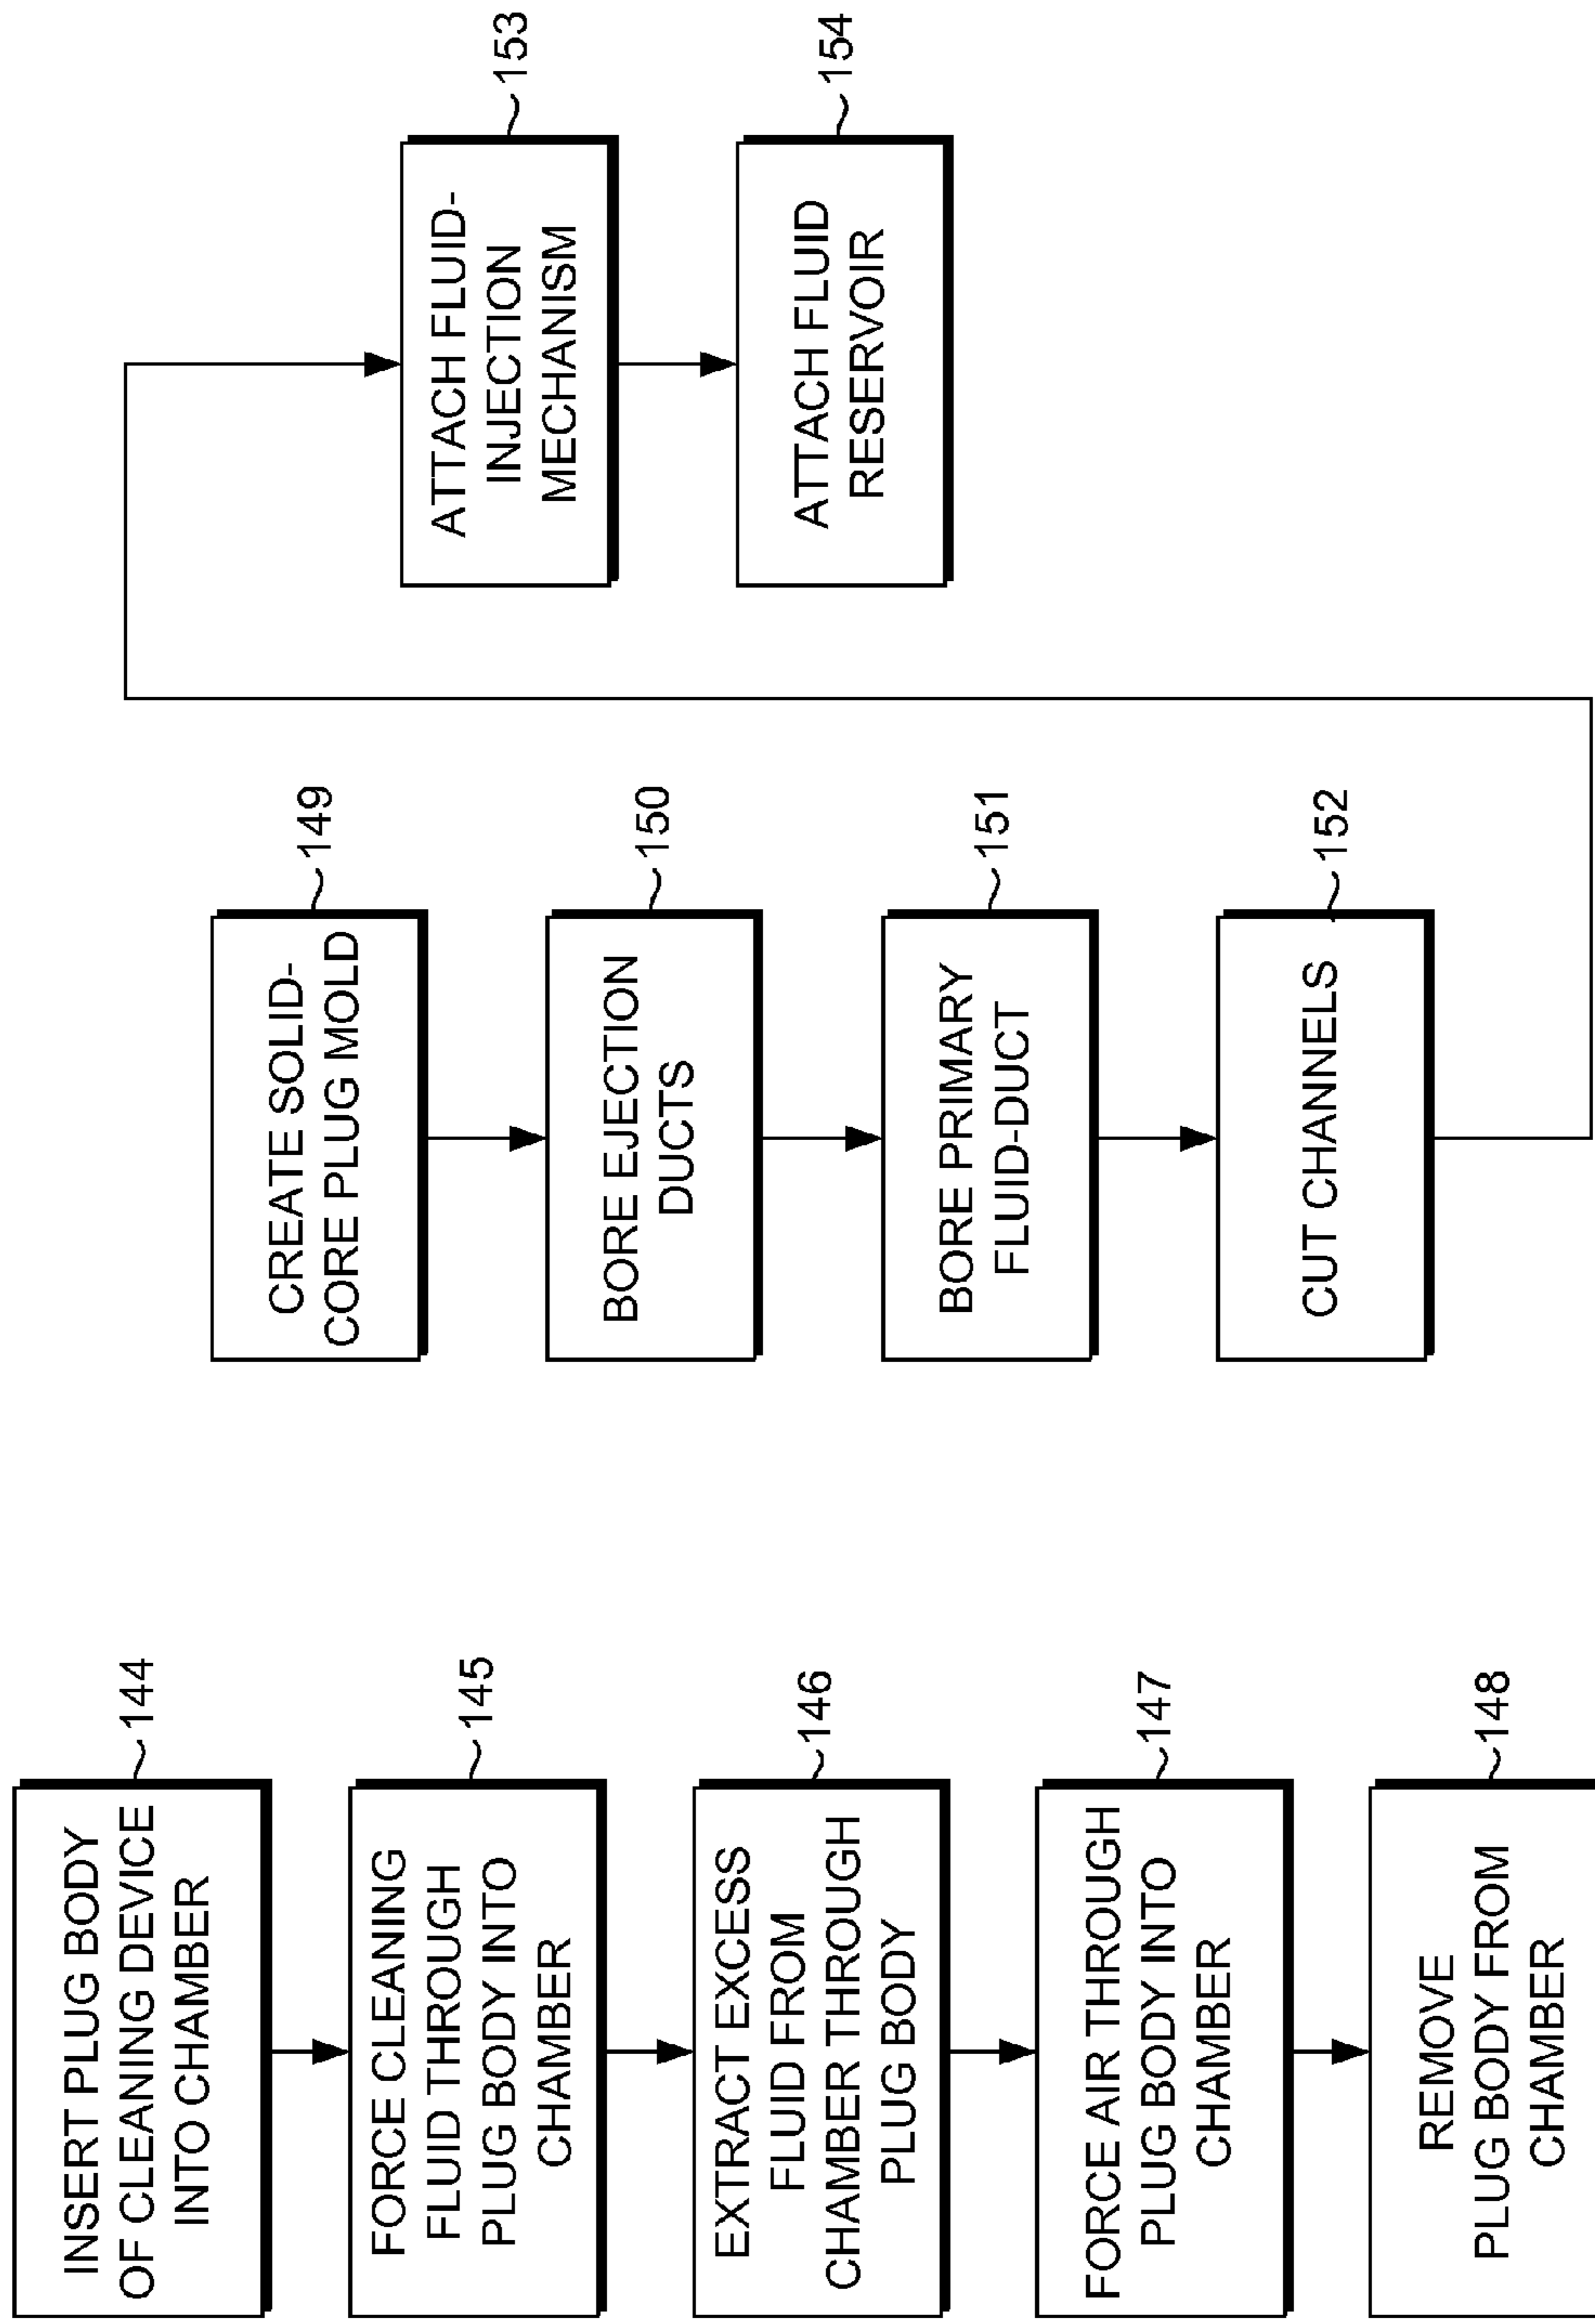 INSERT PLUG BODY
OF CLEANING DEVICE
INTO CHAMBER
144
FORCE CLEANING
FLUID THROUGH
PLUG BODY INTO
CHAMBER
145
EXTRACT EXCESS
FLUID FROM
CHAMBER THROUGH
PLUG BODY
146
FORCE AIR THROUGH
PLUG BODY INTO
CHAMBER
147
REMOVE
PLUG BODY FROM
CHAMBER
148
CREATE SOLID-
CORE PLUG MOLD
149
BORE EJECTION
DUCTS
150
BORE PRIMARY
FLUID-DUCT
151
CUT CHANNELS
152
ATTACH FLUID-
INJECTION
MECHANISM
153
ATTACH FLUID
RESERVOIR
154